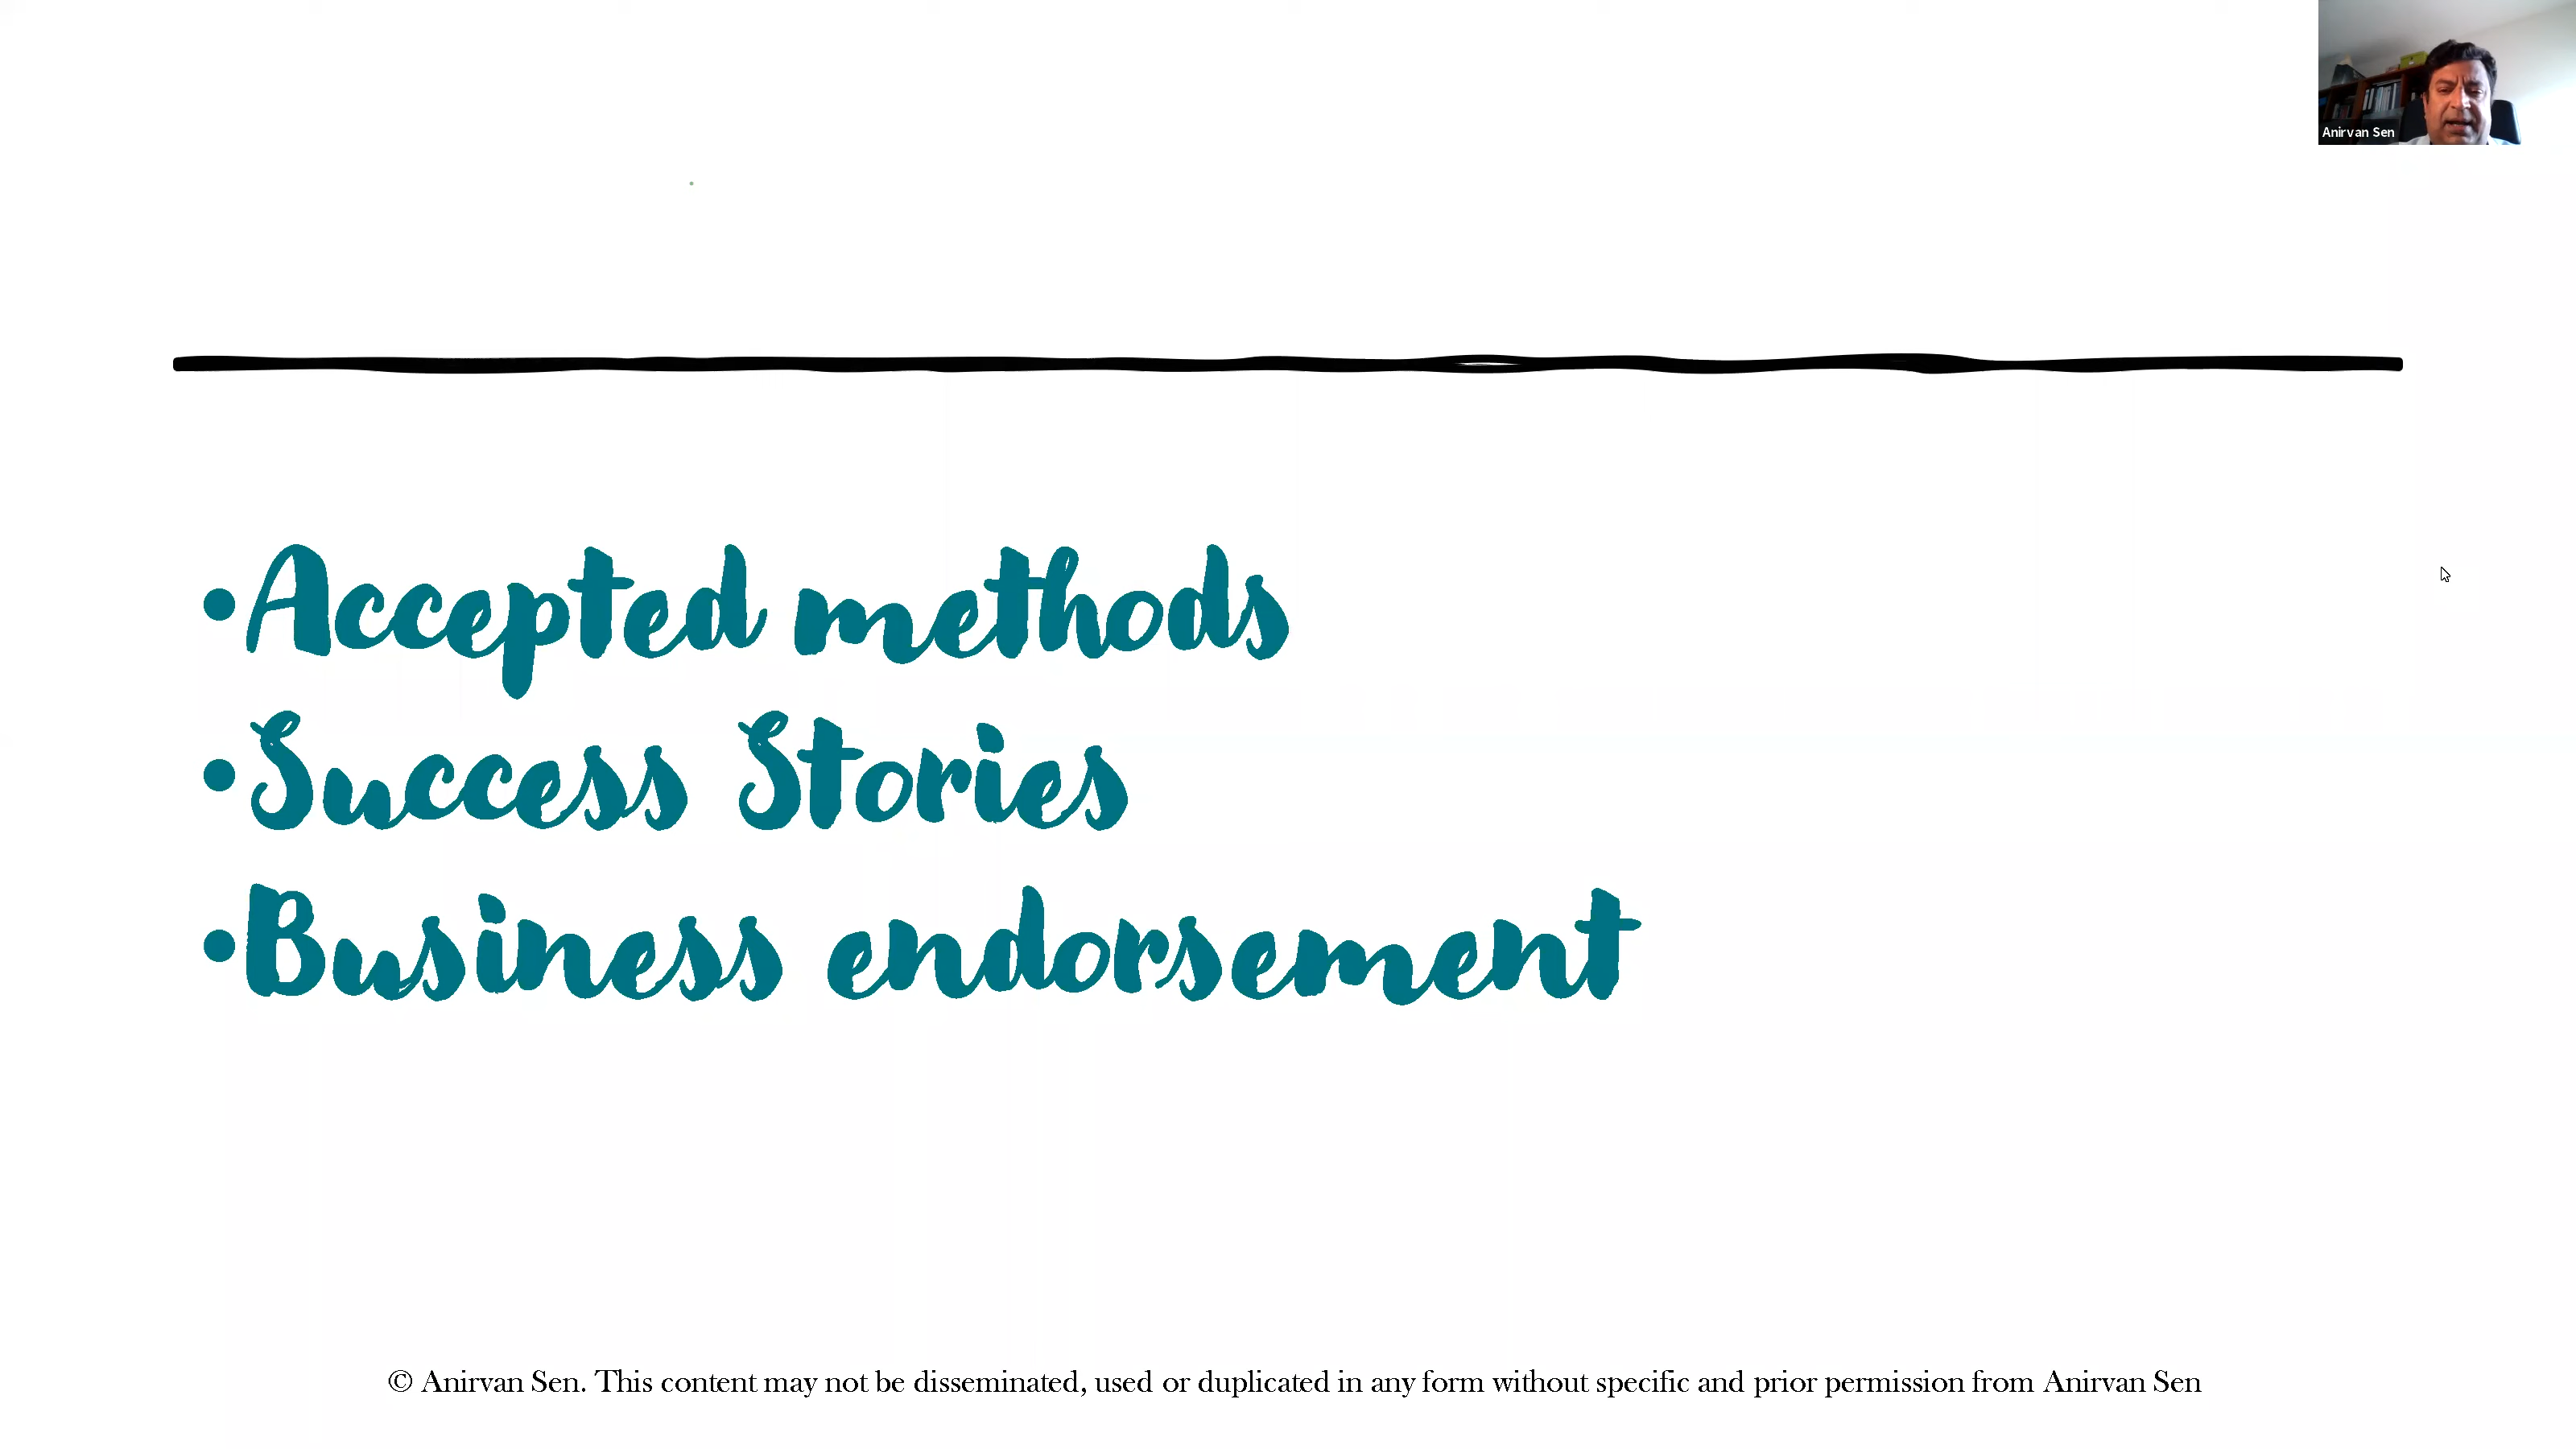 Anirvan Sen
•Accepted methods
•Success Stories
•Business endorsement
© Anirvan Sen. This content may not be disseminated, used or duplicated in any form without specific and prior permission from Anirvan Sen